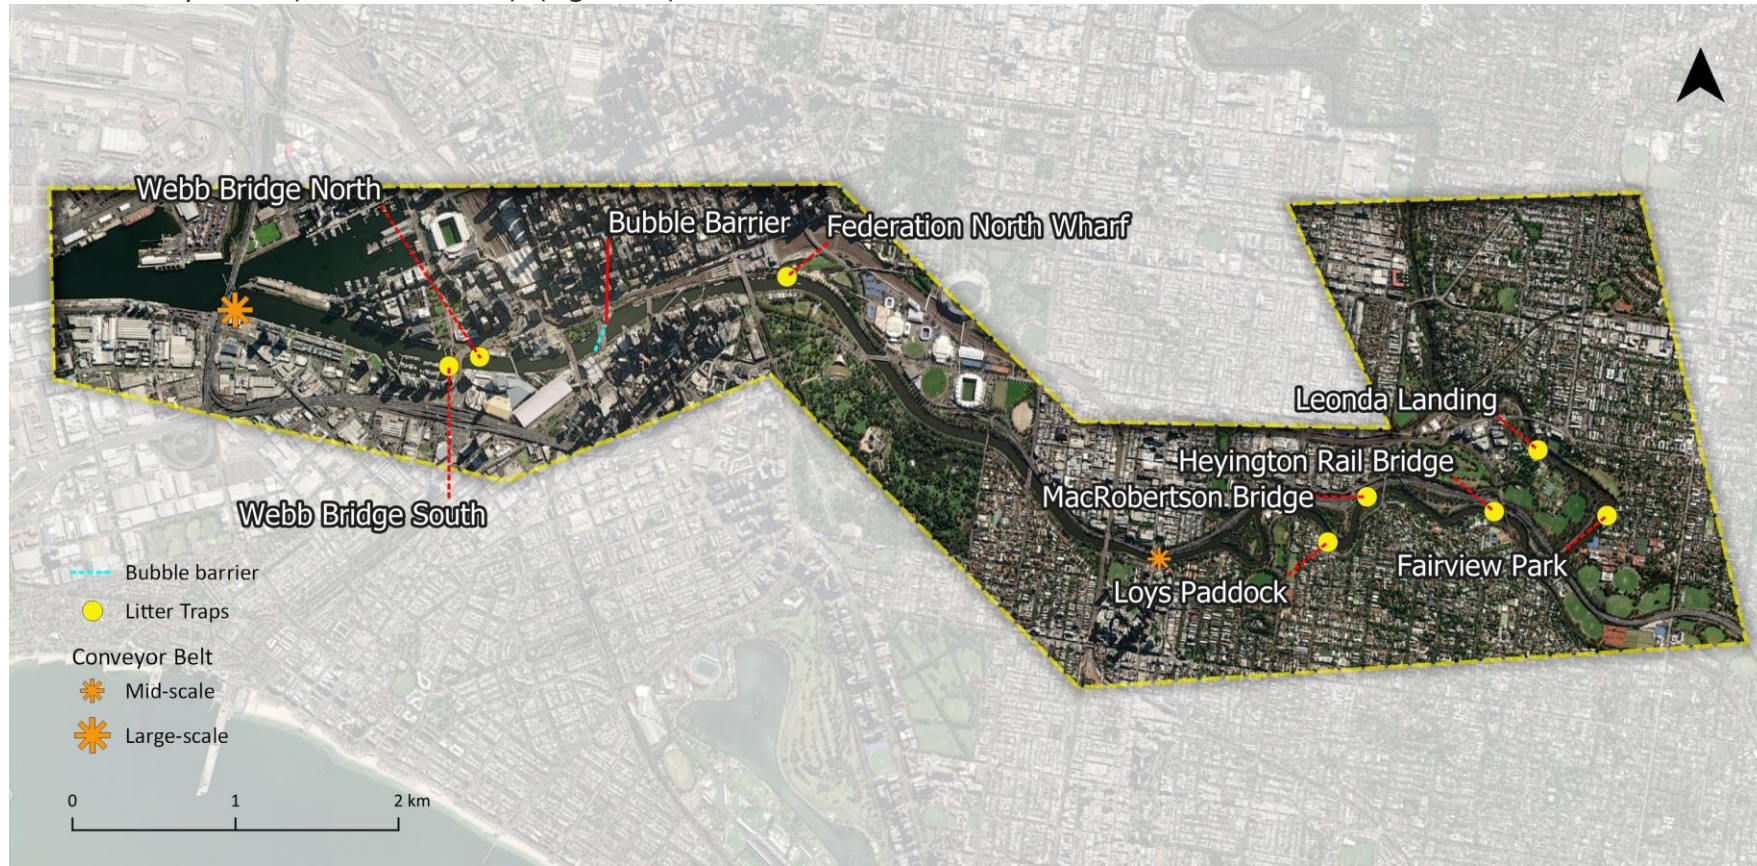 Webb Bridge North
Bubble Barrier
Federation North Wharf
Leonda Landing
Heyington Rail Bridge
MacRobertson Bridge
Webb Bridge South
Fairview Park
Loys Paddock
Bubble barrier
Litter Traps
Conveyor Belt
Mid-scale
Large-scale
0 1 2 km